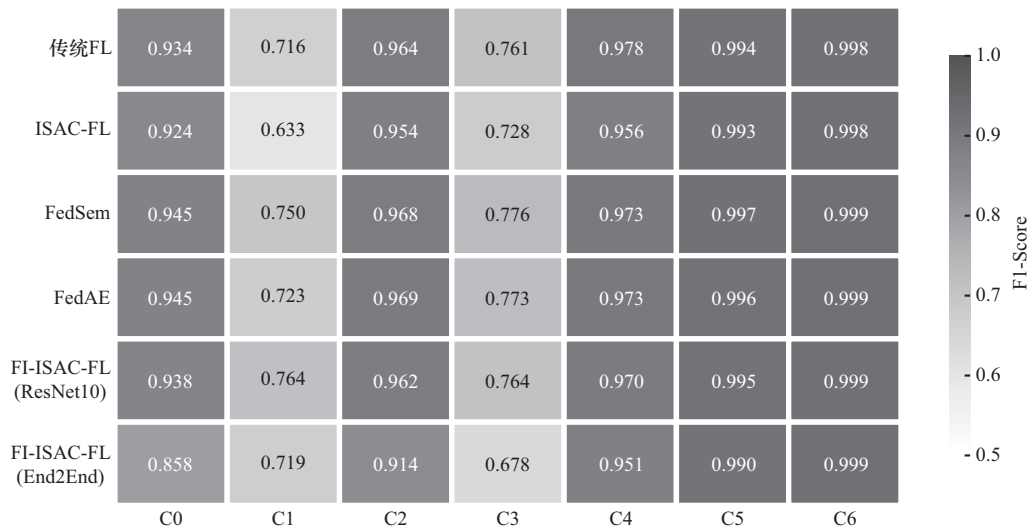 传统FL 0.934 0.716 0.964 0.761 0.978 0.994 0.998
ISAC-FL 0.924 0.633 0.954 0.728 0.956 0.993 0.998
FedSem 0.945 0.750 0.968 0.776 0.973 0.997 0.999
FedAE 0.945 0.723 0.969 0.773 0.973 0.996 0.999
FI-ISAC-FL
(ResNet10) 0.938 0.764 0.962 0.764 0.970 0.995 0.999
FI-ISAC-FL
(End2End) 0.858 0.719 0.914 0.678 0.951 0.990 0.999
C0 C1 C2 C3 C4 C5 C6
1.0
0.9
0.8
0.7
0.6
0.5
F1-Score